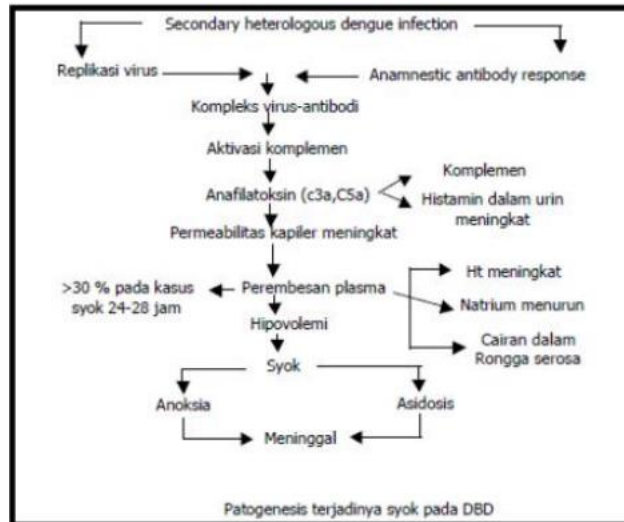 Secondary heterologous dengue infection
Replikasi virus
Anamnestic antibody response
Kompleks virus-antibodi
Aktivasi komplemen
Anafilatoksin (c3a,C5a)
Komplemen
Histamin dalam urin
meningkat
Permeabilitas kapiler meningkat
>30 % pada kasus
syok 24-28 jam
Perembesan plasma
Ht meningkat
Natrium menurun
Cairan dalam
Rongga serosa
Hipovolemi
Syok
Anoksia
Asidosis
Meninggal
Patogenesis terjadinya syok pada DBD